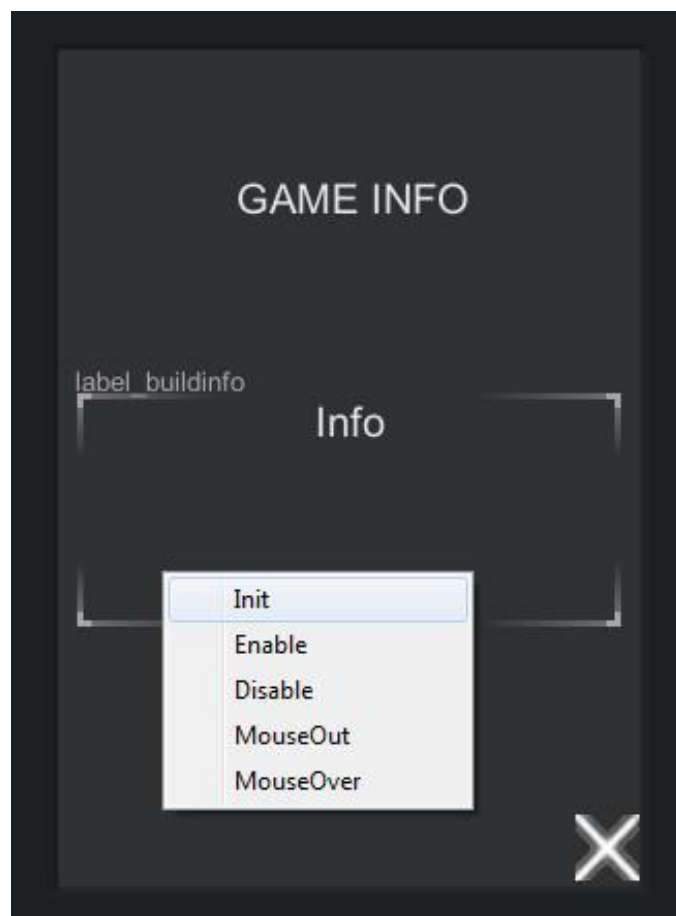 GAME INFO
label_buildinfo
Info
Init
Enable
Disable
MouseOut
MouseOver